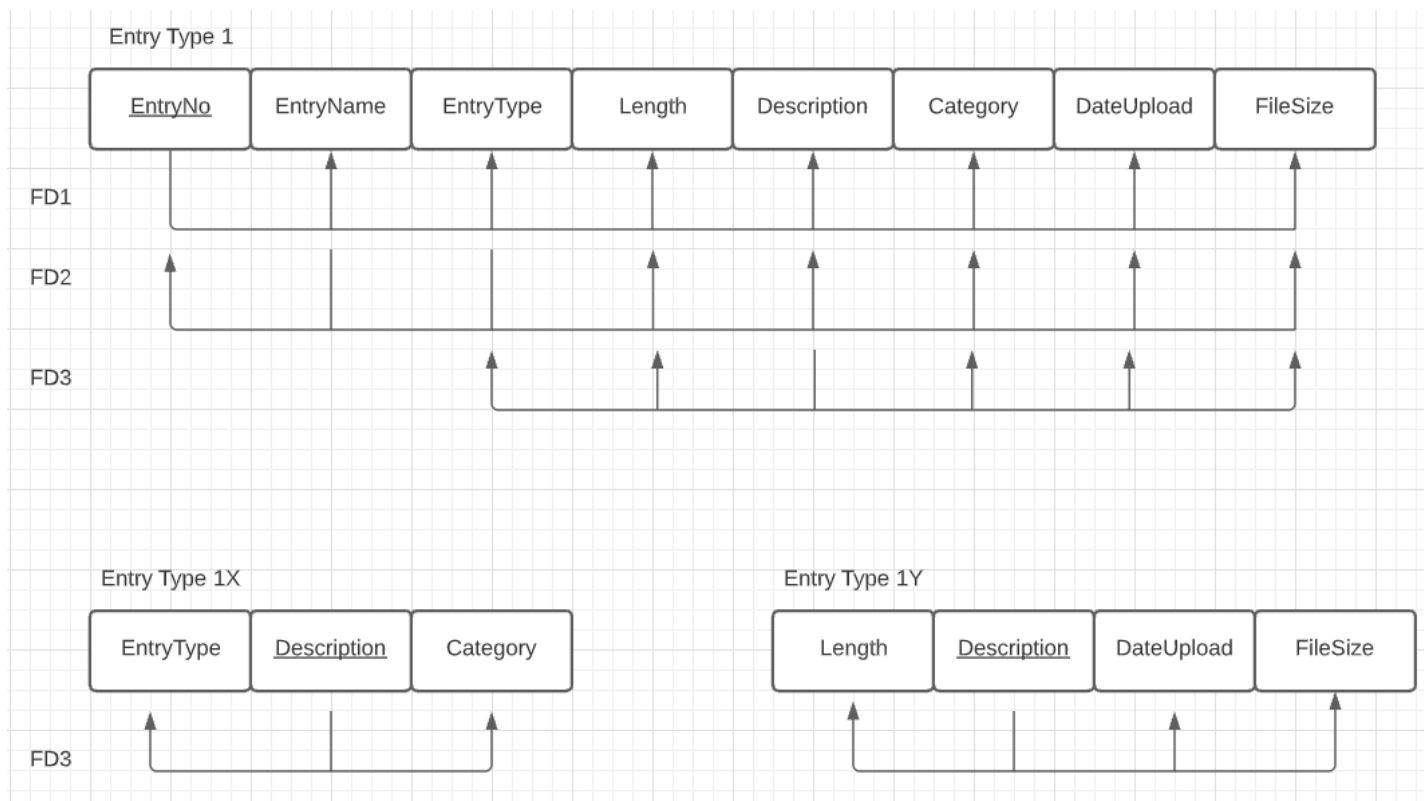 Entry Type 1
EntryNo EntryName EntryType Length Description Category DateUpload FileSize
FD1
FD2
FD3
Entry Type 1X
EntryType Description Category
Entry Type 1Y
Length Description DateUpload FileSize
FD3